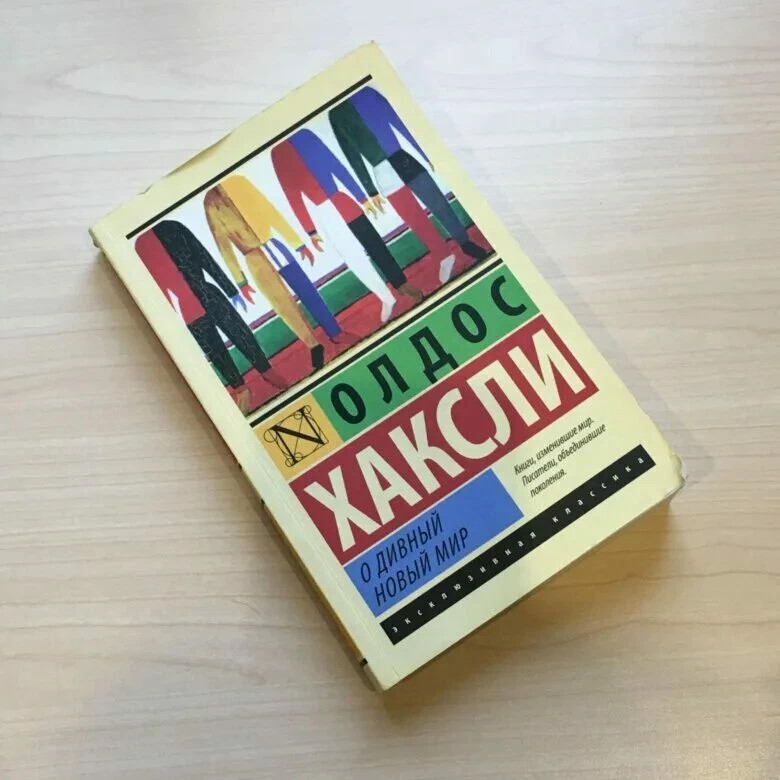 ОЛДОС
N
ХАКСЛИ
О ДИВНЫЙ
НОВЫЙ МИР
Книги, изменившие мир.
Писатели, объединившие
поколения.
эксклюзивная классика